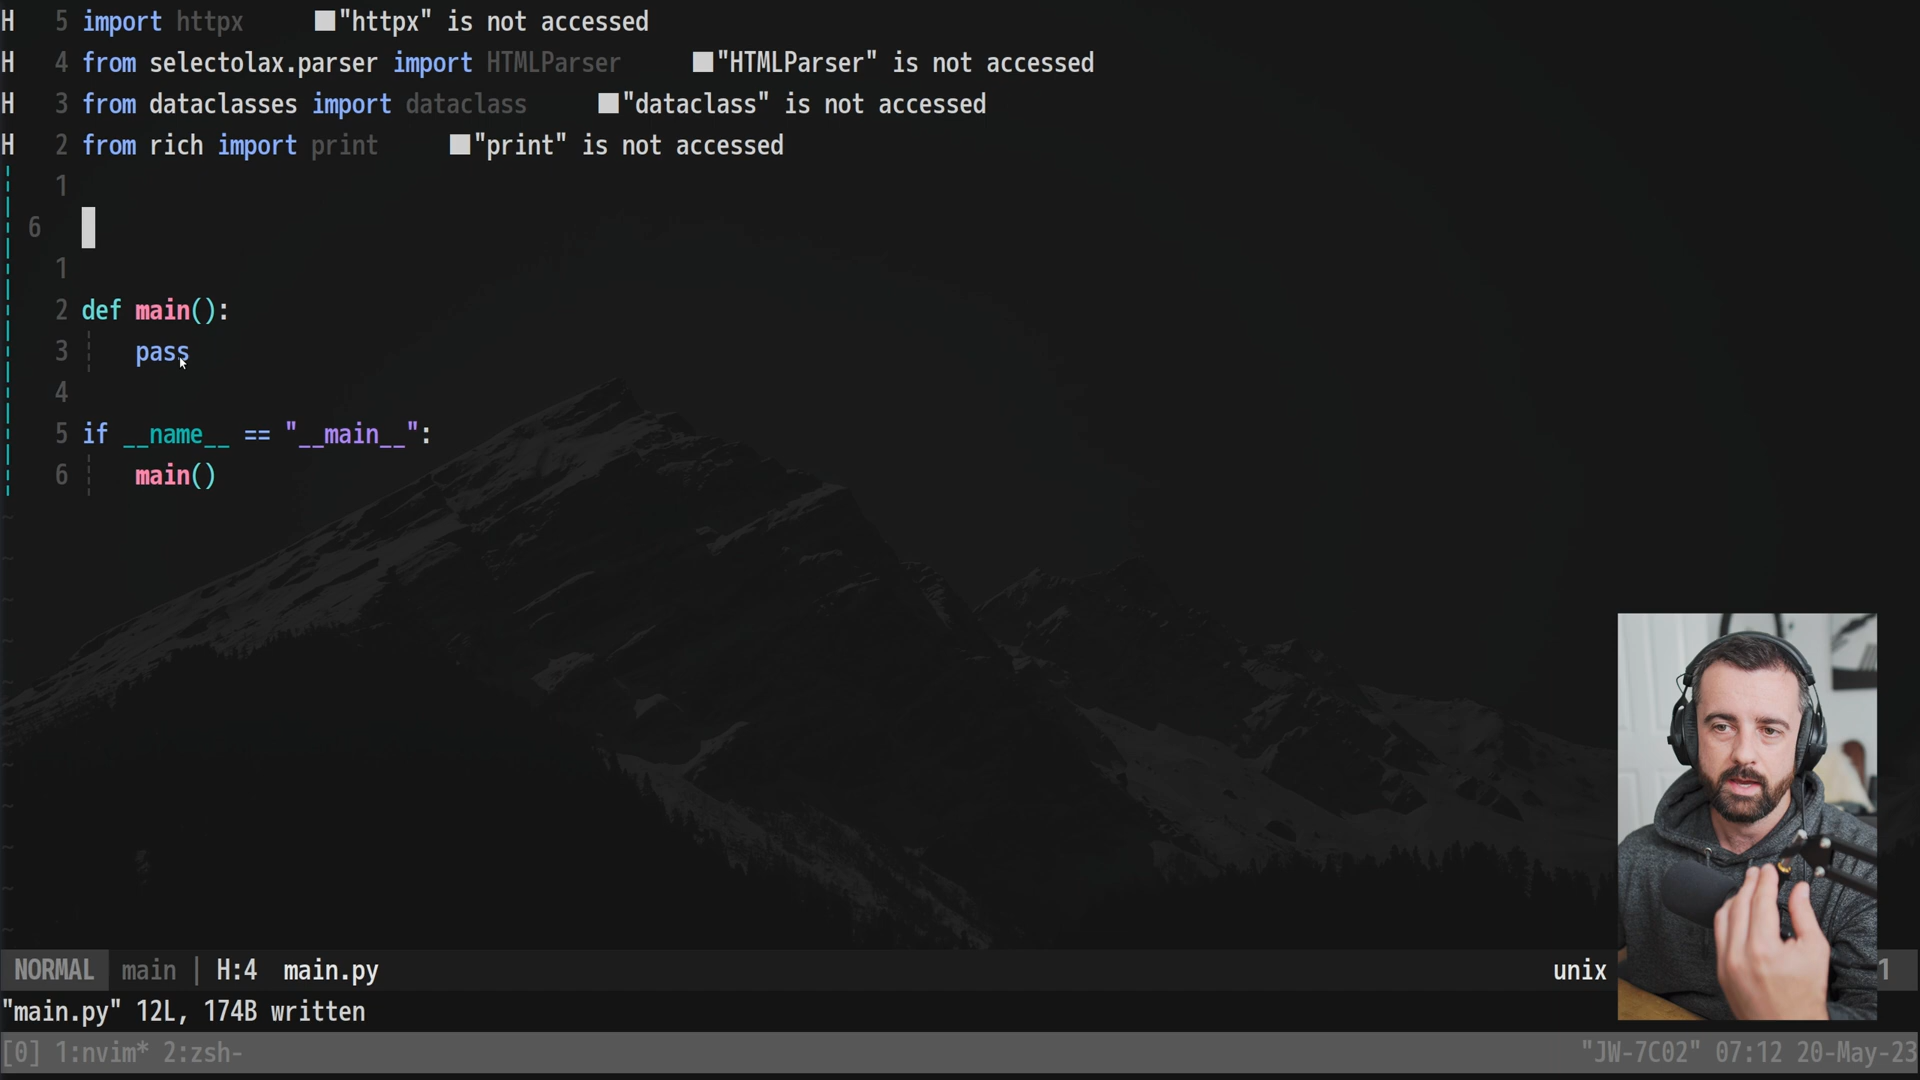 H 5 import httpx ■"httpx" is not accessed
H 4 from selectolax.parser import HTMLParser ■"HTMLParser" is not accessed
H 3 from dataclasses import dataclass ■"dataclass" is not accessed
H 2 from rich import print ■"print" is not accessed
1
6
1
2 def main():
3 pass
4
5 if __name__ == "__main__":
6 main()
~
~
~
~
~
~
~
~
~
~
~
NORMAL main | H:4 main.py unix 1
"main.py" 12L, 174B written
[0] 1:nvim* 2:zsh- "JW-7C02" 07:12 20-May-23